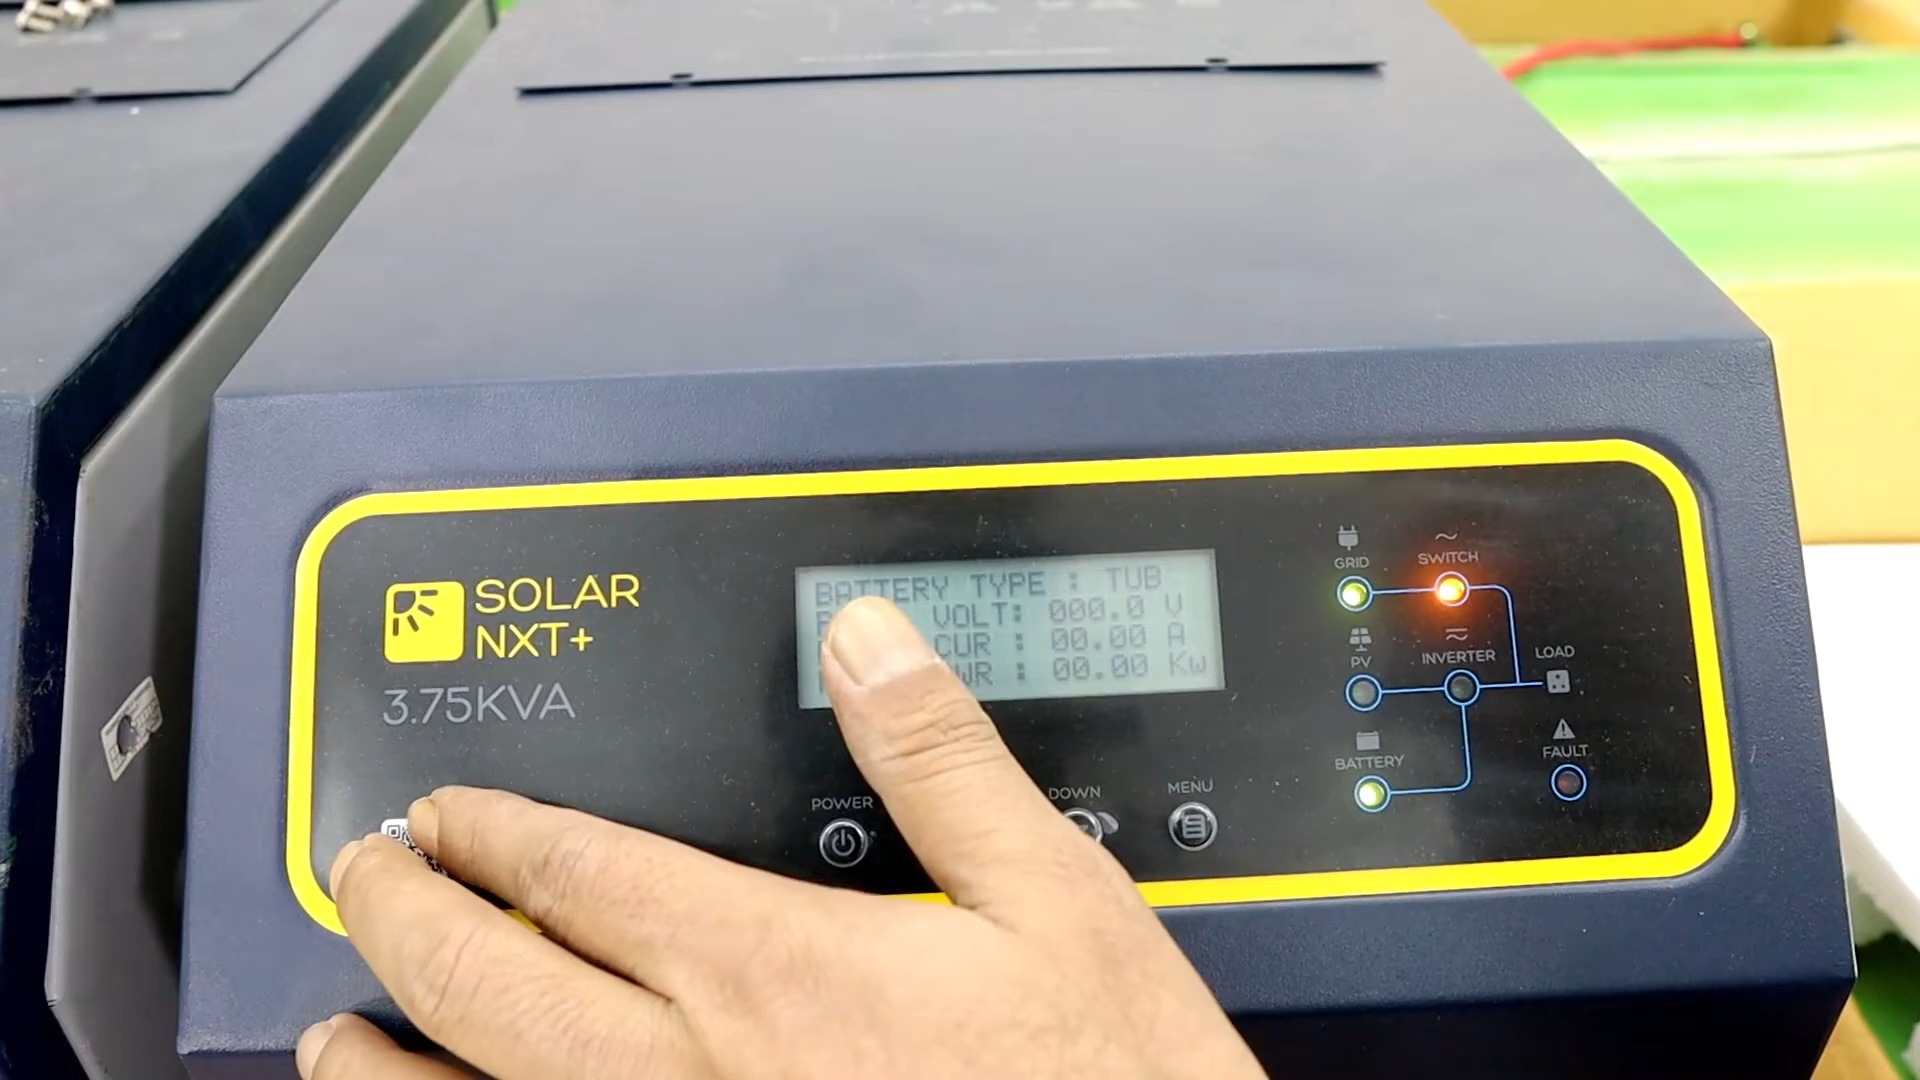 SOLAR
NXT+
3.75KVA
BATTERY TYPE : TUB
VOLT: 000.0 V
CUR : 00.00 A
WR : 00.00 Kw
POWER
DOWN
MENU
GRID
SWITCH
PV
INVERTER
LOAD
BATTERY
FAULT